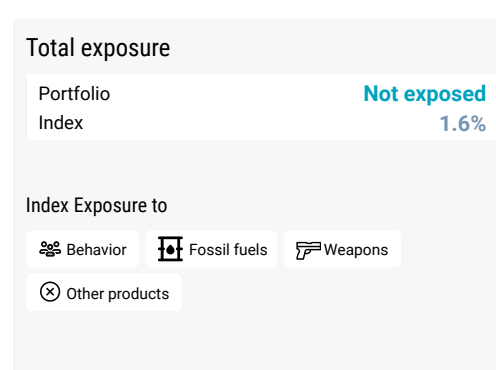 Total exposure
Portfolio Not exposed
Index 1.6%
Index Exposure to
Behavior Fossil fuels Weapons
Other products